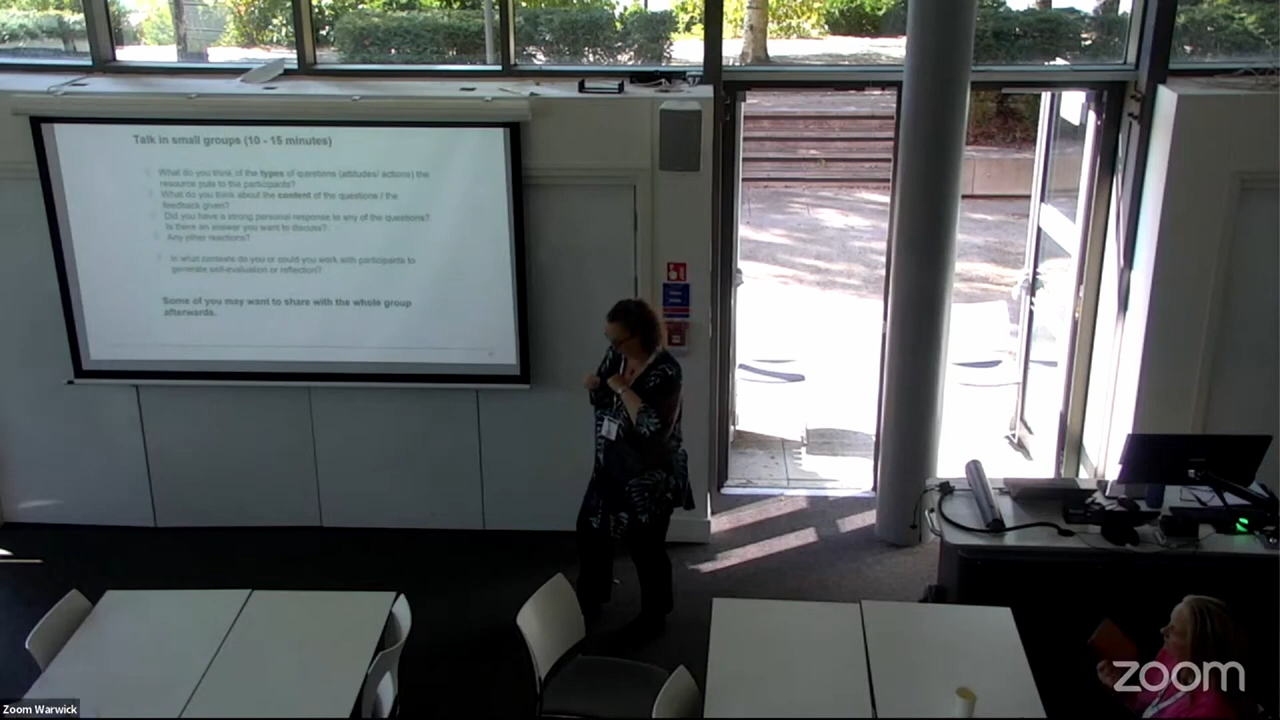 Talk in small groups (10 - 15 minutes)
What do you think of the types of questions (attitudes/ actions) the
resource puts to the participants?
What do you think about the content of the questions / the
feedback given?
Did you have a strong personal response to any of the questions?
Is there an answer you want to discuss?
Any other reactions?
In what contexts do you or could you work with participants to
generate self-evaluation or reflection?
Some of you may want to share with the whole group
afterwards.
zoom
Zoom Warwick